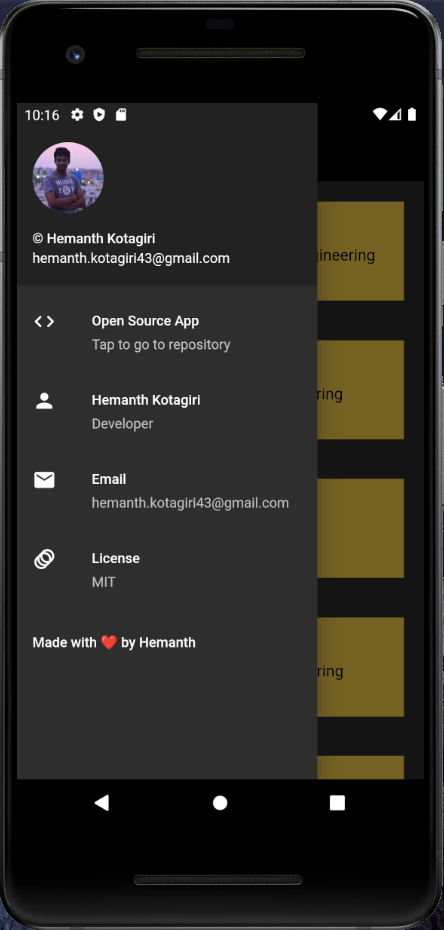 10:16
© Hemanth Kotagiri
hemanth.kotagiri43@gmail.com
Open Source App
Tap to go to repository
Hemanth Kotagiri
Developer
Email
hemanth.kotagiri43@gmail.com
License
MIT
Made with ❤️ by Hemanth
gineering
ring
ring